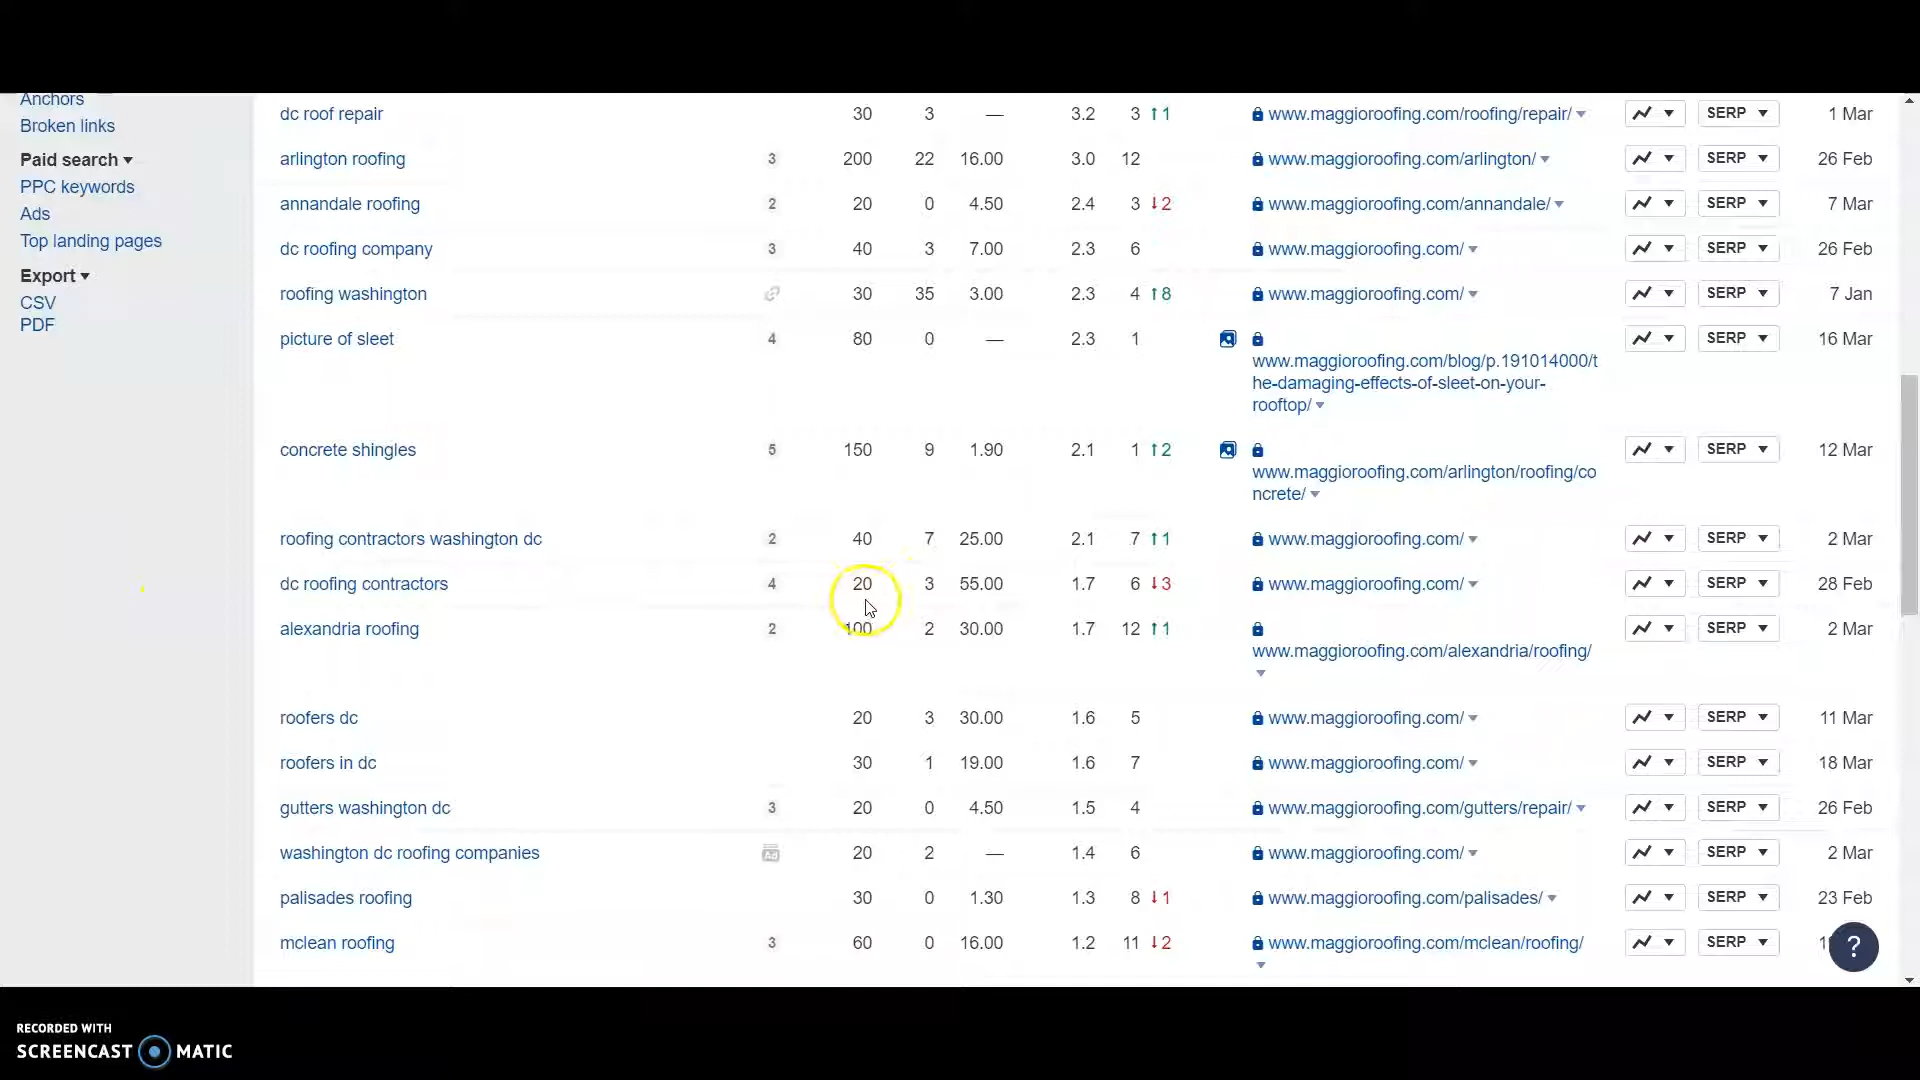 Anchors
Broken links
Paid search
PPC keywords
Ads
Top landing pages
Export
CSV
PDF
dc roof repair 30 3 — 3.2 3 ↑1 www.maggioroofing.com/roofing/repair/ SERP 1 Mar
arlington roofing 3 200 22 16.00 3.0 12 www.maggioroofing.com/arlington/ SERP 26 Feb
annandale roofing 2 20 0 4.50 2.4 3 ↓2 www.maggioroofing.com/annandale/ SERP 7 Mar
dc roofing company 3 40 3 7.00 2.3 6 www.maggioroofing.com/ SERP 26 Feb
roofing washington 30 35 3.00 2.3 4 ↑8 www.maggioroofing.com/ SERP 7 Jan
picture of sleet 4 80 0 — 2.3 1 SERP 16 Mar
www.maggioroofing.com/blog/p.191014000/t
he-damaging-effects-of-sleet-on-your-
rooftop/
concrete shingles 5 150 9 1.90 2.1 1 ↑2 SERP 12 Mar
www.maggioroofing.com/arlington/roofing/co
ncrete/
roofing contractors washington dc 2 40 7 25.00 2.1 7 ↑1 www.maggioroofing.com/ SERP 2 Mar
dc roofing contractors 4 20 3 55.00 1.7 6 ↓3 www.maggioroofing.com/ SERP 28 Feb
alexandria roofing 2 100 2 30.00 1.7 12 ↑1 SERP 2 Mar
www.maggioroofing.com/alexandria/roofing/
roofers dc 20 3 30.00 1.6 5 www.maggioroofing.com/ SERP 11 Mar
roofers in dc 30 1 19.00 1.6 7 www.maggioroofing.com/ SERP 18 Mar
gutters washington dc 3 20 0 4.50 1.5 4 www.maggioroofing.com/gutters/repair/ SERP 26 Feb
washington dc roofing companies Ad 20 2 — 1.4 6 www.maggioroofing.com/ SERP 2 Mar
palisades roofing 30 0 1.30 1.3 8 ↓1 www.maggioroofing.com/palisades/ SERP 23 Feb
mclean roofing 3 60 0 16.00 1.2 11 ↓2 www.maggioroofing.com/mclean/roofing/ SERP
?
RECORDED WITH
SCREENCAST MATIC